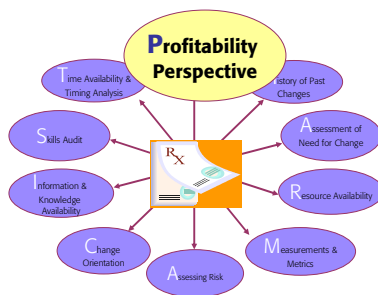 Profitability
Perspective
Time Availability &
Timing Analysis
History of Past
Changes
Skills Audit
Assessment of
Need for Change
RX
Information &
Knowledge
Availability
Resource Availability
Change
Orientation
Measurements &
Metrics
Assessing Risk